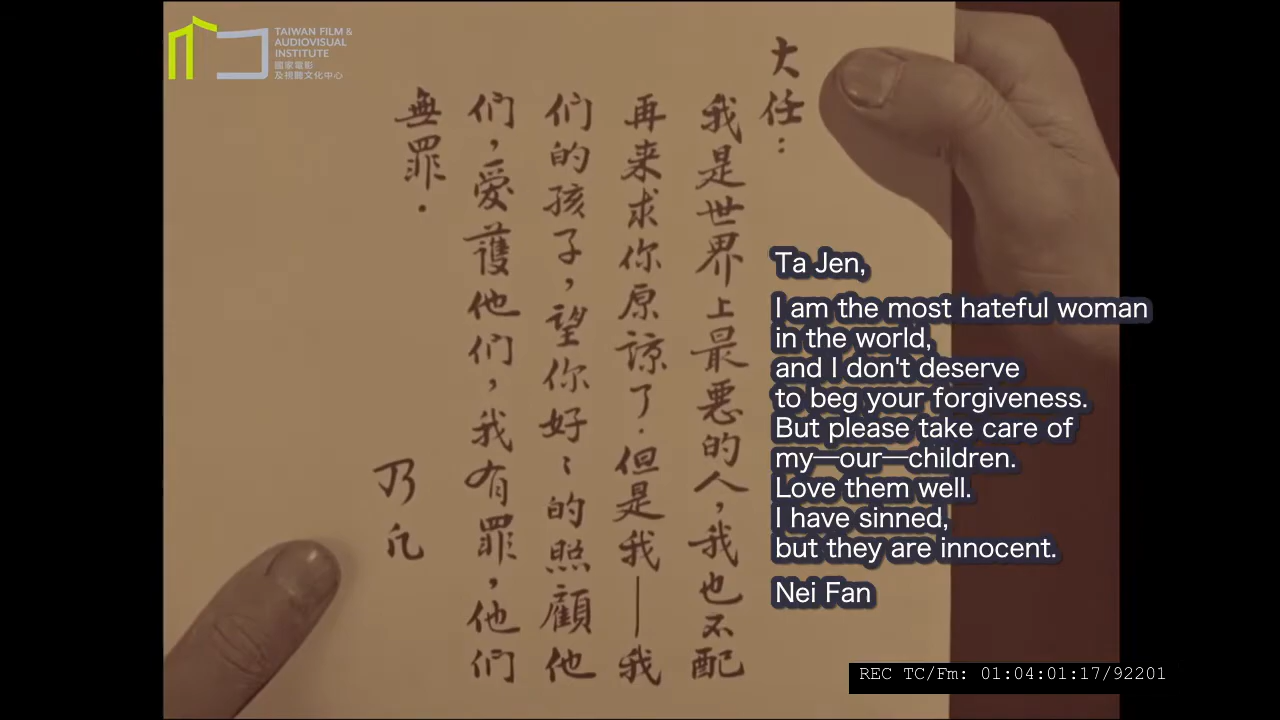 TAIWAN FILM &
AUDIOVISUAL
INSTITUTE
國家電影
及視聽文化中心
大任：
我是世界上最惡的人，我也不配
再来求你原諒了．但是我——我
们的孩子，望你好〻的照顧他
们，愛護他们，我有罪，他们
無罪．
乃凡
Ta Jen,
I am the most hateful woman
in the world,
and I don't deserve
to beg your forgiveness.
But please take care of
my—our—children.
Love them well.
I have sinned,
but they are innocent.
Nei Fan
REC TC/Fm: 01:04:01:17/92201